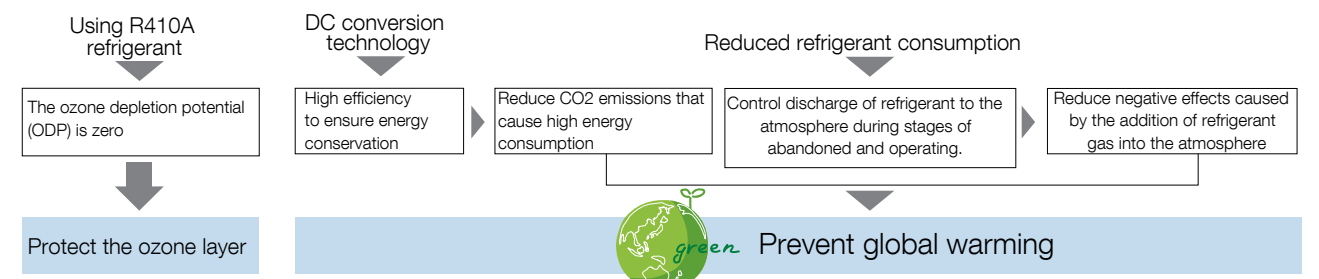 Using R410A
refrigerant
The ozone depletion potential
(ODP) is zero
Protect the ozone layer
DC conversion
technology
High efficiency
to ensure energy
conservation
Reduce CO2 emissions that
cause high energy
consumption
Reduced refrigerant consumption
Control discharge of refrigerant to the
atmosphere during stages of
abandoned and operating.
Reduce negative effects caused
by the addition of refrigerant
gas into the atmosphere
green
Prevent global warming